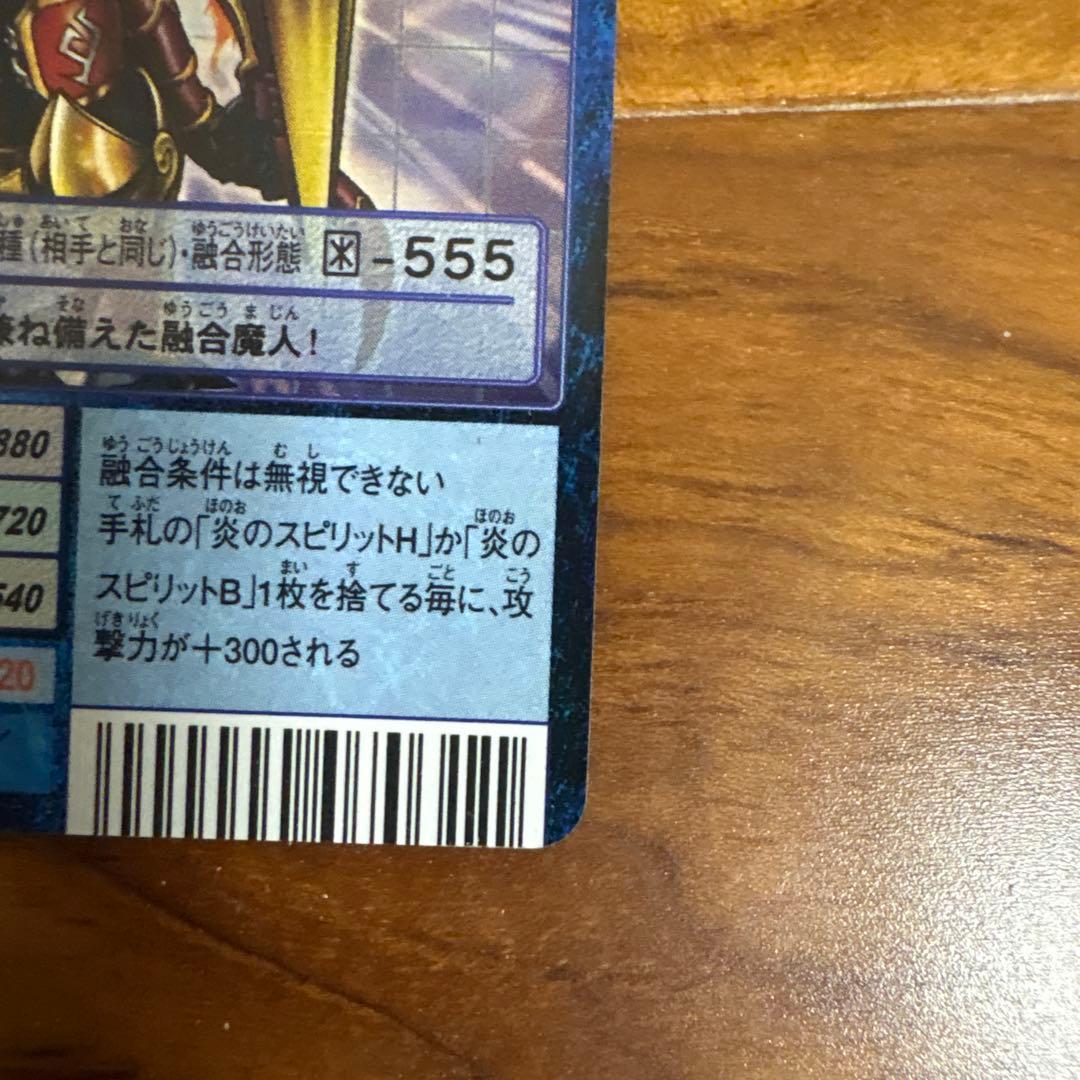 種(相手と同じ)・融合形態 -555
兼ね備えた融合魔人!
880
720
540
20
融合条件は無視できない
手札の「炎のスピリットH」か「炎の
スピリットB」1枚を捨てる毎に、攻
撃力が+300される